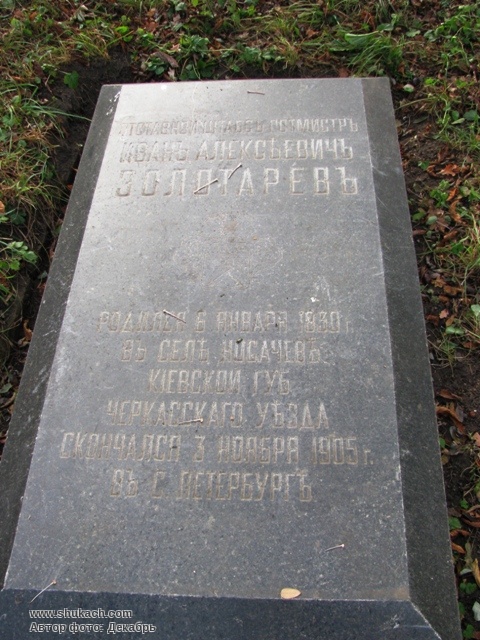 РОТМИСТРЪ
ИВАНЪ АЛЕКСѢЕВИЧЪ
ЗОЛОТАРЕВЪ
РОДИЛСЯ 6 ЯНВАРЯ г.
ВЪ СЕЛѢ НОСАЧЕВѢ
КІЕВСКОЙ ГУБ.
ЧЕРКАССКАГО УѢЗДА
СКОНЧАЛСЯ 3 НОЯБРЯ 1905 г.
ВЪ С. ПЕТЕРБУРГѢ
www.shukach.com
Автор фото: Декабрь